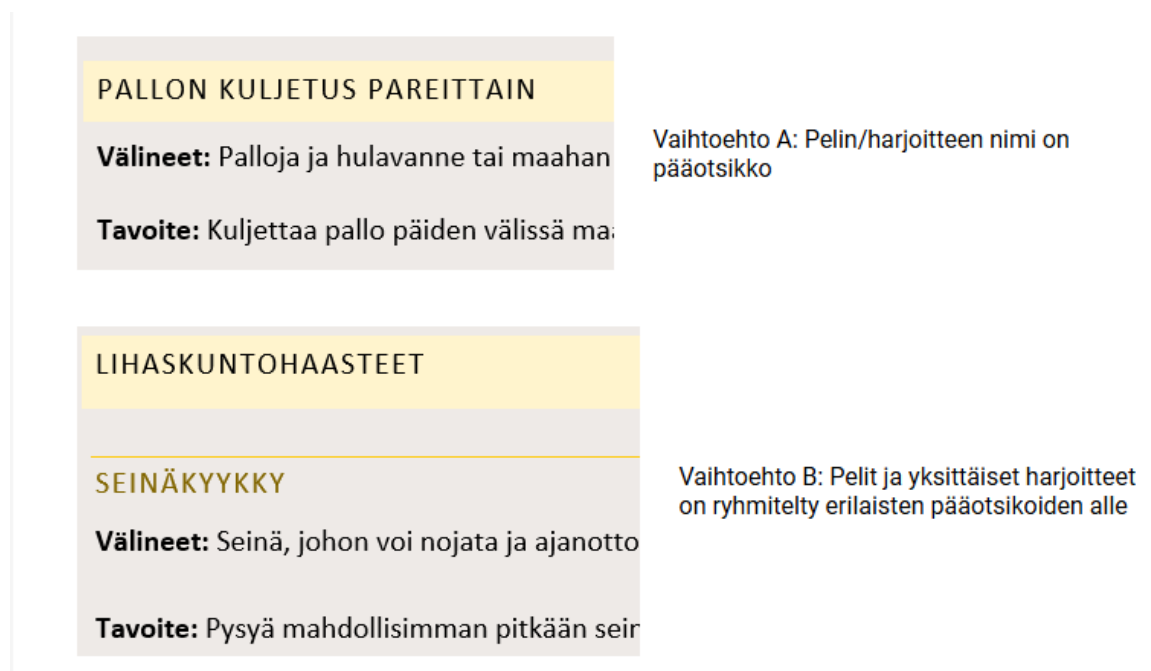 PALLON KULJETUS PAREITTAIN
Välineet: Palloja ja hulavanne tai maahan
Tavoite: Kuljettaa pallo päiden välissä
Vaihtoehto A: Pelin/harjoitteen nimi on
pääotsikko
LIHASKUNTOHAASTEET
SEINÄKYYKKY
Välineet: Seinä, johon voi nojata ja ajanotto
Tavoite: Pysyä mahdollisimman pitkään
Vaihtoehto B: Pelit ja yksittäiset harjoitteet
on ryhmitelty erilaisten pääotsikoiden alle